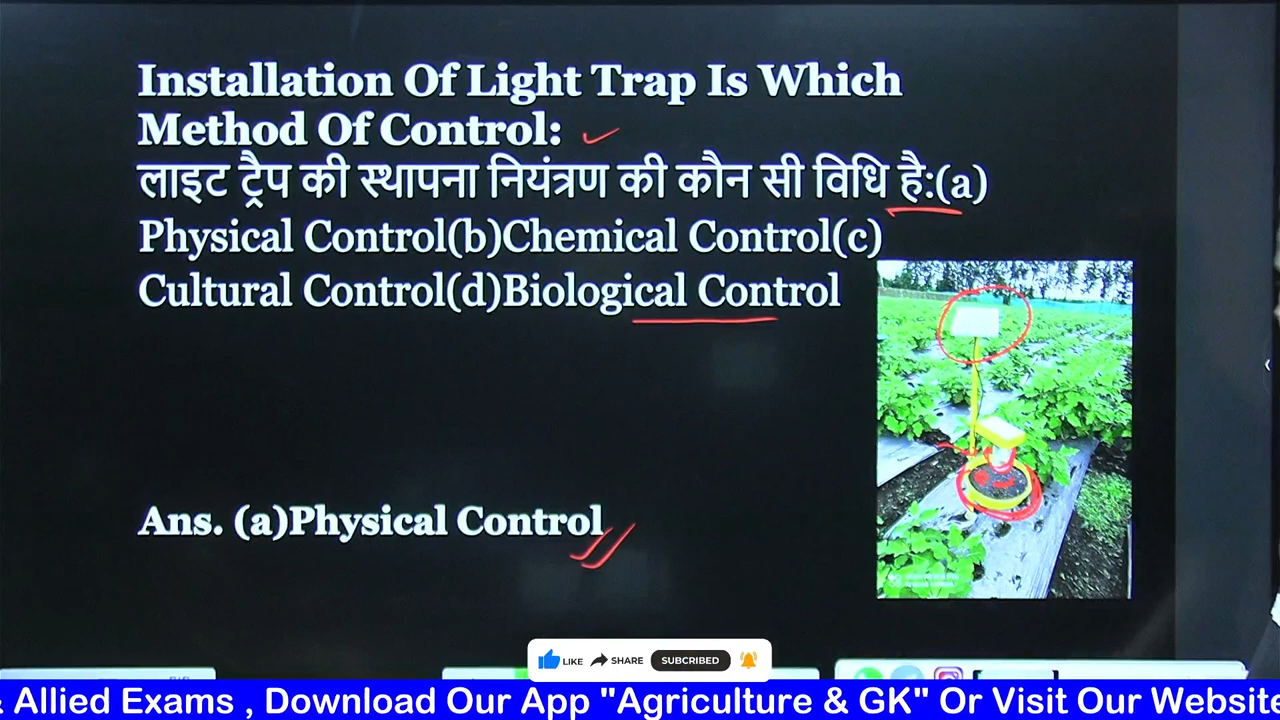 Installation Of Light Trap Is Which
Method Of Control:
लाइट ट्रैप की स्थापना नियंत्रण की कौन सी विधि है:(a)
Physical Control(b)Chemical Control(c)
Cultural Control(d)Biological Control
Ans. (a)Physical Control
LIKE SHARE SUBCRIBED
& Allied Exams , Download Our App "Agriculture & GK" Or Visit Our Website